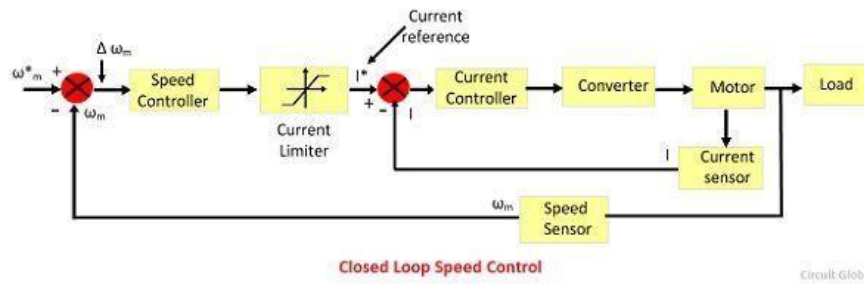 Current
reference
Δ ωm
ω*m
+
-
ωm
Speed
Controller
Current
Limiter
I*
+
-
I
Current
Controller
Converter
Motor
Load
I
Current
sensor
ωm
Speed
Sensor
Closed Loop Speed Control
Circuit Glob